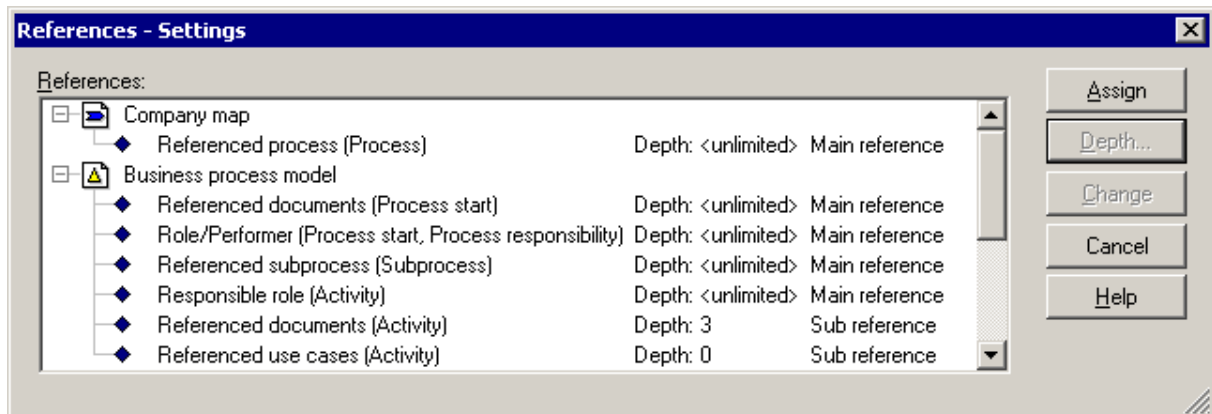 References - Settings
References:
Assign
Company map
Referenced process (Process) Depth: <unlimited> Main reference
Depth...
Business process model
Referenced documents (Process start) Depth: <unlimited> Main reference
Change
Role/Performer (Process start, Process responsibility) Depth: <unlimited> Main reference
Referenced subprocess (Subprocess) Depth: <unlimited> Main reference
Cancel
Responsible role (Activity) Depth: <unlimited> Main reference
Help
Referenced documents (Activity) Depth: 3 Sub reference
Referenced use cases (Activity) Depth: 0 Sub reference